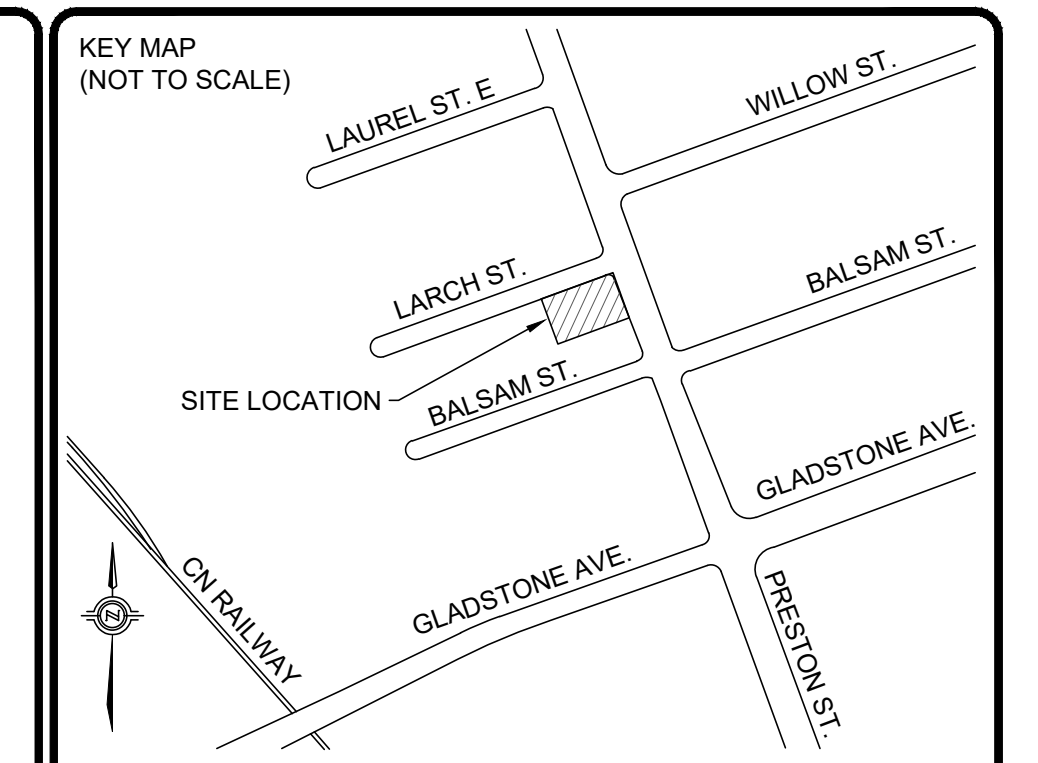 KEY MAP
(NOT TO SCALE)
LAUREL ST. E
WILLOW ST.
LARCH ST.
BALSAM ST.
SITE LOCATION
BALSAM ST.
GLADSTONE AVE.
GLADSTONE AVE.
CN RAILWAY
PRESTON ST.
N